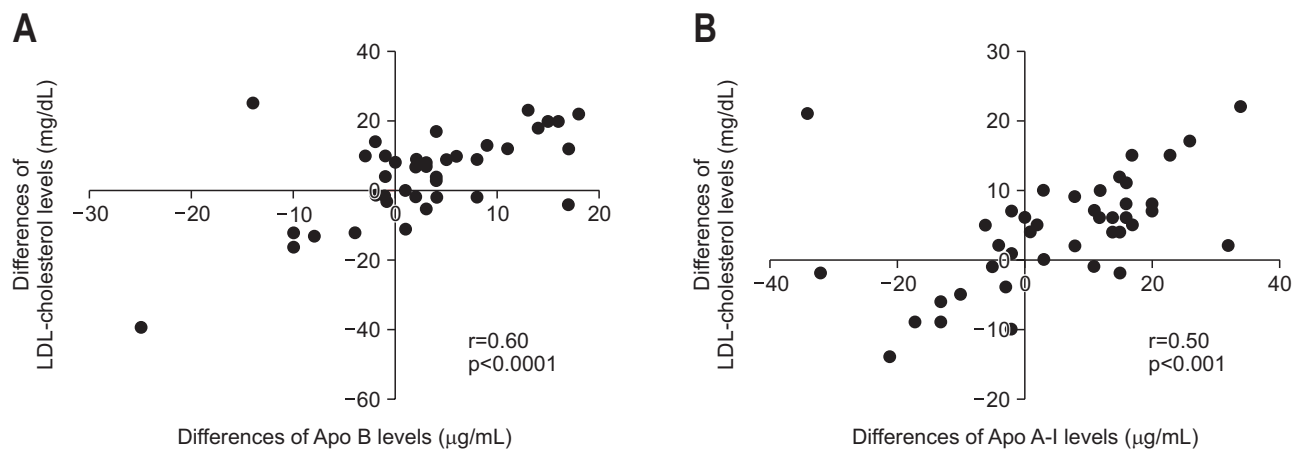 A
Differences of
LDL-cholesterol levels (mg/dL)
40
20
0
−20
−40
−60
−30
−20
−10
0
10
20
r=0.60
p<0.0001
Differences of Apo B levels (μg/mL)
B
Differences of
LDL-cholesterol levels (mg/dL)
30
20
10
0
−10
−20
−40
−20
0
20
40
r=0.50
p<0.001
Differences of Apo A-I levels (μg/mL)